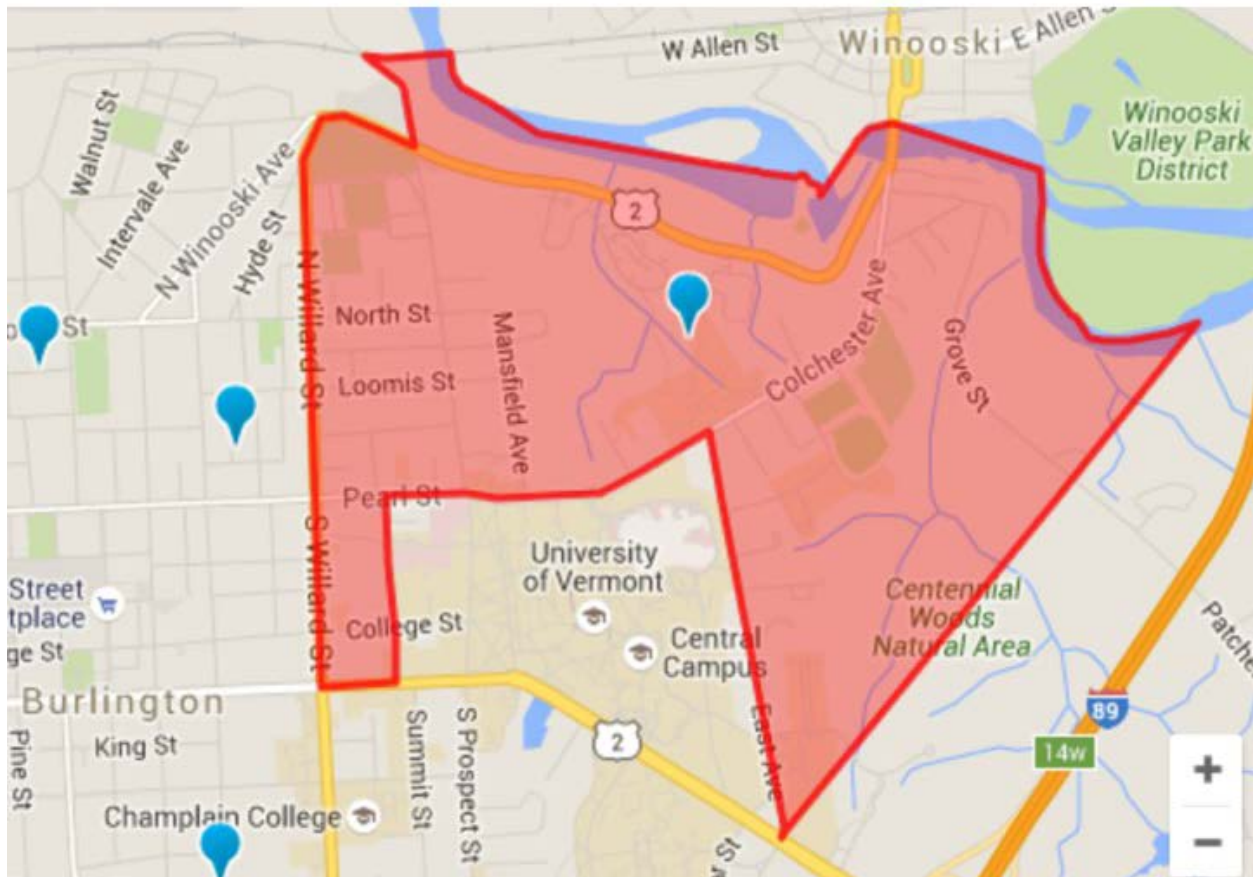 W Allen St
Winooski
E Allen S
Winooski
Valley Park
District
Walnut St
Intervale Ave
N Winooski Ave
Hyde St
2
St
North St
N Willard St
Mansfield Ave
Loomis St
Colchester Ave
Grove St
Pearl St
S Willard St
University
of Vermont
Street
tplace
ge St
College St
Central
Campus
Centennial
Woods
Natural Area
Patche
Burlington
King St
Pine St
Summit St
S Prospect St
2
East Ave
89
14w
Champlain College
St
+
−